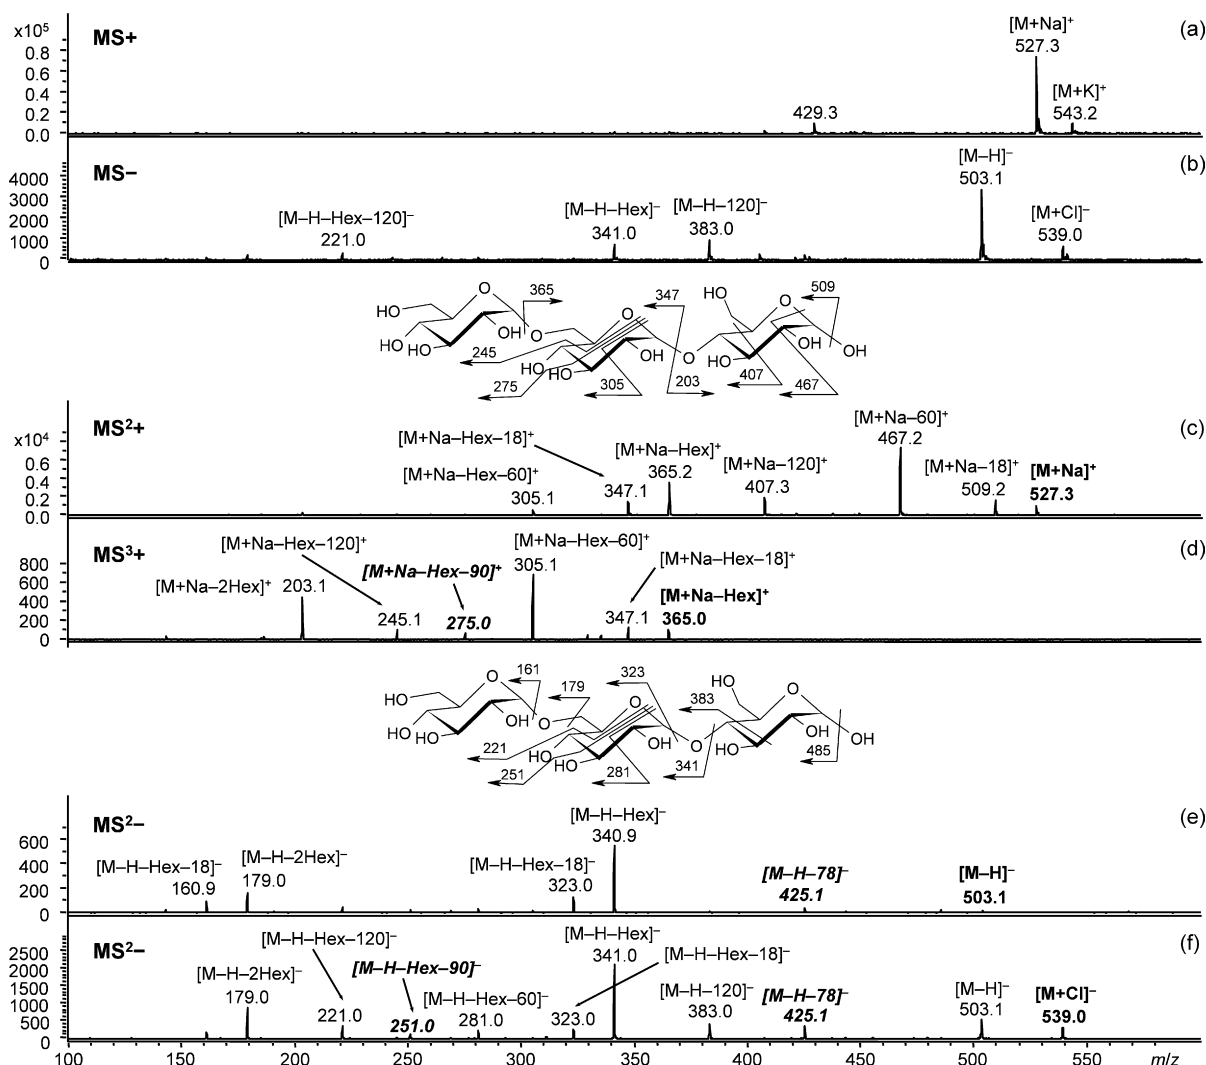 x10⁵
MS+
[M+Na]⁺
(a)
0.8
527.3
0.6
0.4
[M+K]⁺
0.2
429.3
543.2
0.0
MS−
[M–H]⁻
(b)
4000
503.1
3000
2000
[M–H–Hex–120]⁻
[M–H–Hex]⁻
[M–H–120]⁻
[M+Cl]⁻
1000
221.0
341.0
383.0
539.0
0
HO
O
365
347
HO
O
509
HO
HO
OH
O
O
OH
HO
HO
HO
245
OH
O
HO
OH
OH
275
305
203
407
467
MS²+
[M+Na–60]⁺
(c)
x10⁴
[M+Na–Hex–18]⁺
[M+Na–Hex]⁺
467.2
0.6
[M+Na–Hex–60]⁺
365.2
[M+Na–120]⁺
[M+Na–18]⁺
[M+Na]⁺
0.4
305.1
347.1
407.3
509.2
527.3
0.2
0.0
MS³+
[M+Na–Hex–120]⁺
[M+Na–Hex–60]⁺
(d)
800
[M+Na–Hex–90]⁺
305.1
[M+Na–Hex–18]⁺
600
[M+Na–2Hex]⁺
203.1
[M+Na–Hex]⁺
400
245.1
275.0
347.1
365.0
200
0
HO
O
161
179
323
HO
O
383
HO
HO
OH
O
O
OH
HO
HO
HO
221
OH
O
HO
OH
OH
251
281
341
485
MS²−
[M–H–Hex]⁻
(e)
600
340.9
400
[M–H–Hex–18]⁻
[M–H–2Hex]⁻
[M–H–Hex–18]⁻
[M–H–78]⁻
[M–H]⁻
200
160.9
179.0
323.0
425.1
503.1
0
MS²−
[M–H–Hex–120]⁻
[M–H–Hex]⁻
(f)
2500
[M–H–Hex–90]⁻
341.0
[M–H–Hex–18]⁻
2000
[M–H–2Hex]⁻
1500
179.0
[M–H–Hex–60]⁻
[M–H–120]⁻
[M–H–78]⁻
[M–H]⁻
[M+Cl]⁻
1000
221.0
251.0
281.0
323.0
383.0
425.1
503.1
539.0
500
0
100 150 200 250 300 350 400 450 500 550 m/z